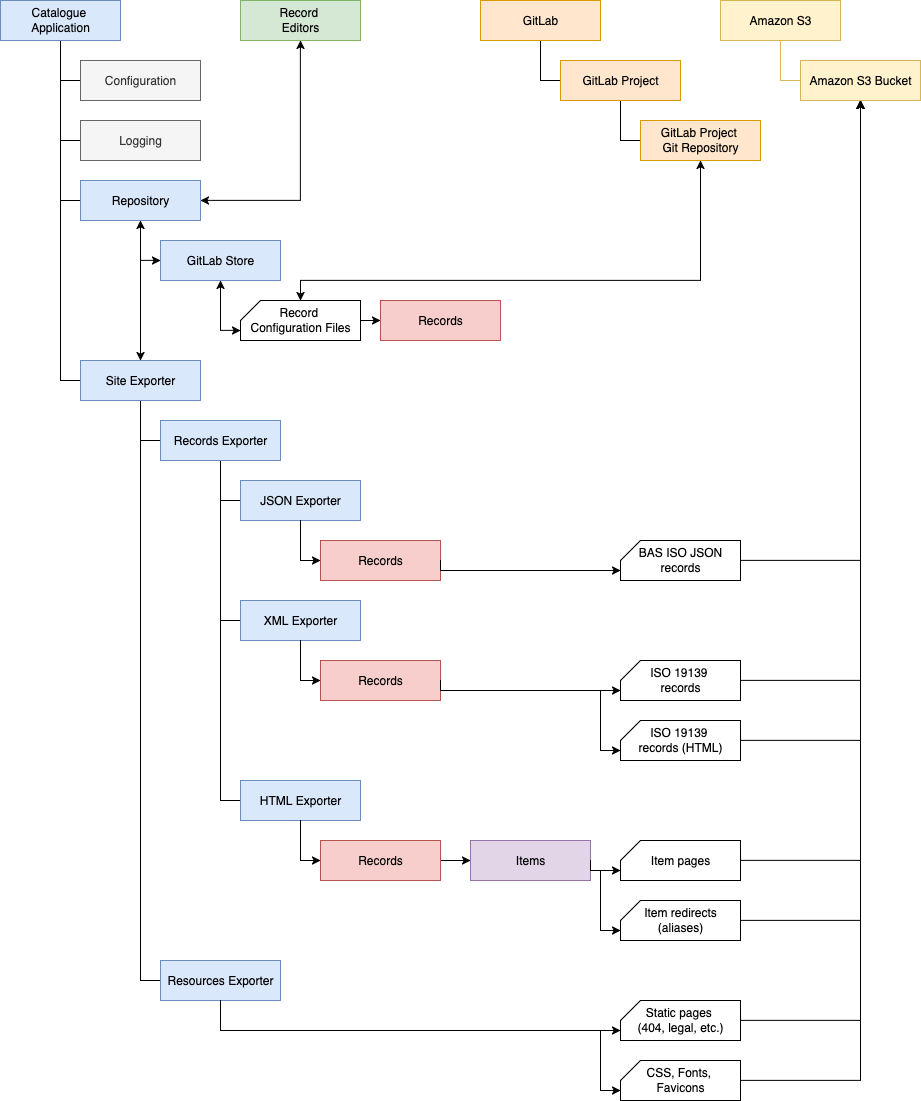 Catalogue
Application
Record
Editors
GitLab
Amazon S3
Configuration
GitLab Project
Amazon S3 Bucket
Logging
GitLab Project
Git Repository
Repository
GitLab Store
Record
Configuration Files
Records
Site Exporter
Records Exporter
JSON Exporter
Records
BAS ISO JSON
records
XML Exporter
Records
ISO 19139
records
ISO 19139
records (HTML)
HTML Exporter
Records
Items
Item pages
Item redirects
(aliases)
Resources Exporter
Static pages
(404, legal, etc.)
CSS, Fonts,
Favicons